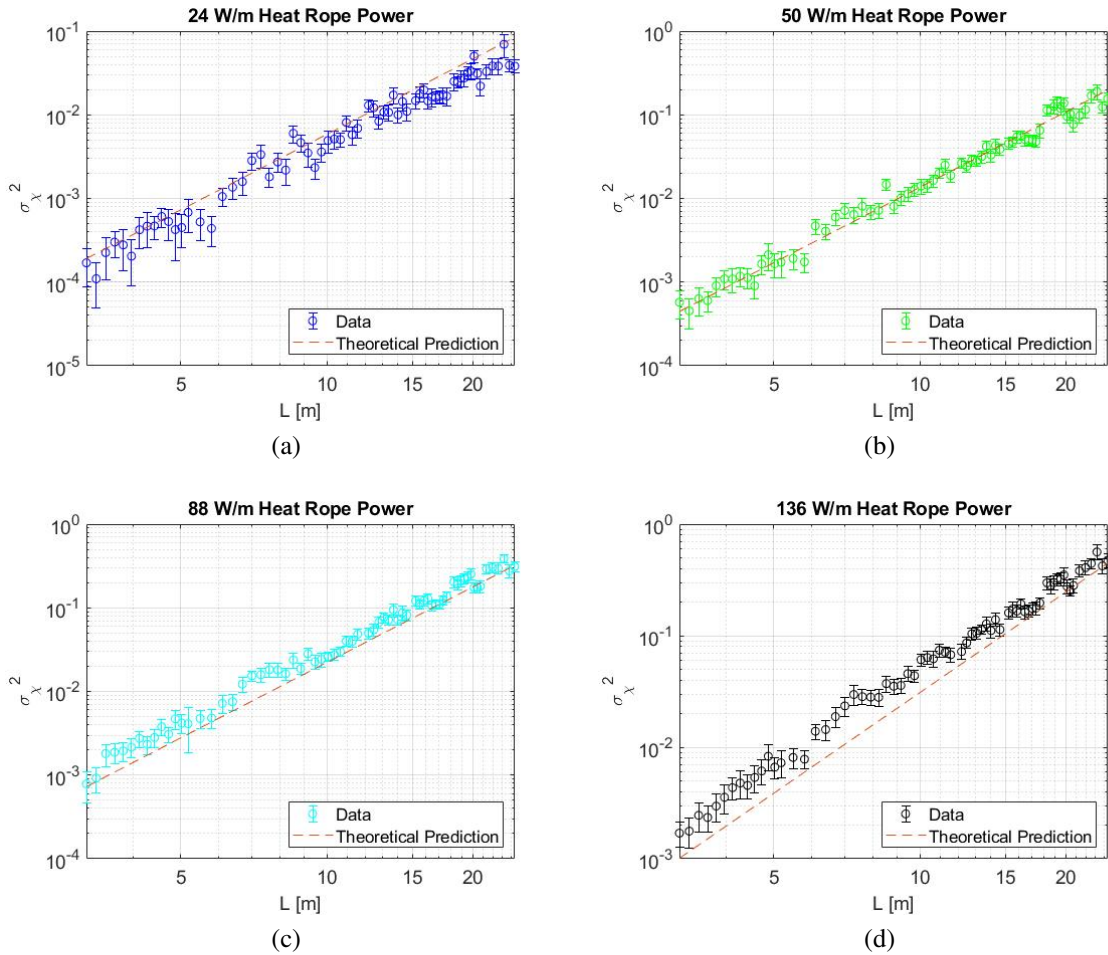 24 W/m Heat Rope Power
10^-1
10^-2
10^-3
10^-4
10^-5
σχ^2
Data
Theoretical Prediction
5 10 15 20
L [m]
(a)
50 W/m Heat Rope Power
10^0
10^-1
10^-2
10^-3
10^-4
σχ^2
Data
Theoretical Prediction
5 10 15 20
L [m]
(b)
88 W/m Heat Rope Power
10^0
10^-1
10^-2
10^-3
10^-4
σχ^2
Data
Theoretical Prediction
5 10 15 20
L [m]
(c)
136 W/m Heat Rope Power
10^0
10^-1
10^-2
10^-3
σχ^2
Data
Theoretical Prediction
5 10 15 20
L [m]
(d)